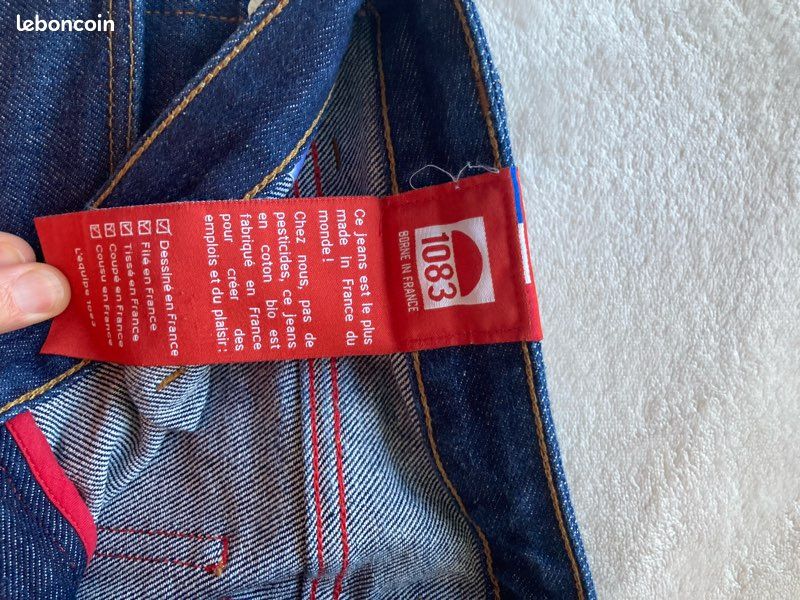 leboncoin
1083
BORNE IN FRANCE
Ce jeans est le plus
made in France du
monde !
Chez nous, pas de
pesticides, ce jeans
en coton bio est
fabriqué en France
pour créer des
emplois et du plaisir !
Dessiné en France
Filé en France
Tissé en France
Coupé en France
Cousu en France
L'équipe 1083